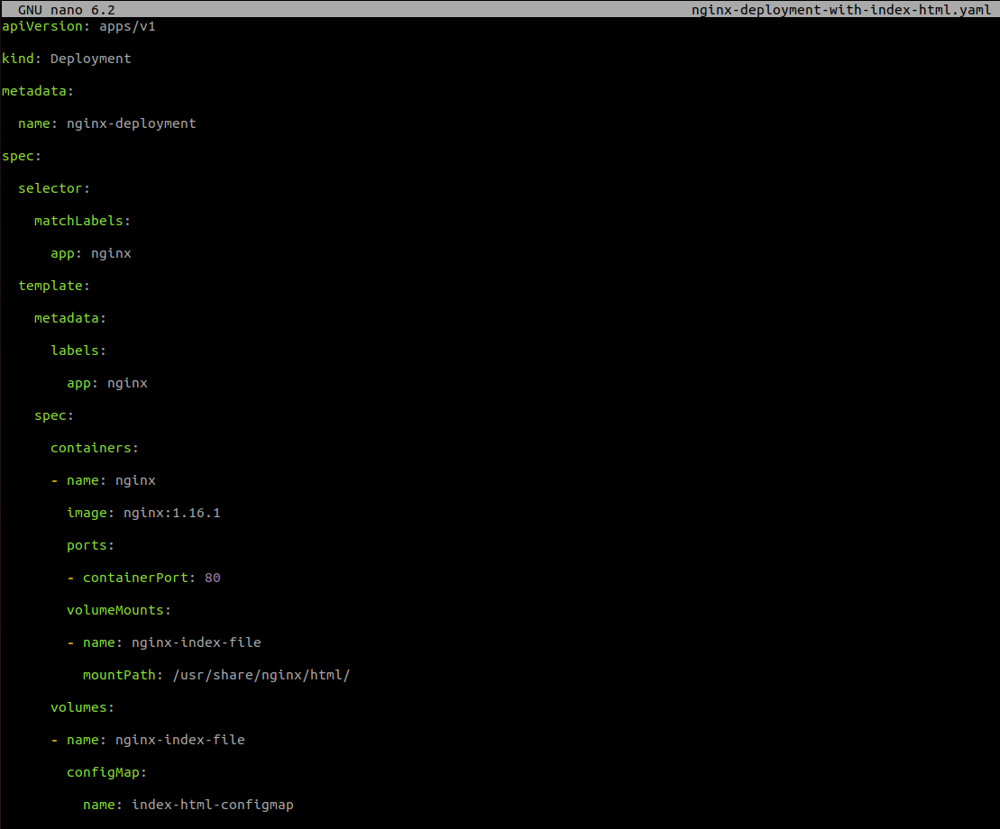 GNU nano 6.2 nginx-deployment-with-index-html.yaml
apiVersion: apps/v1
kind: Deployment
metadata:
  name: nginx-deployment
spec:
  selector:
    matchLabels:
      app: nginx
  template:
    metadata:
      labels:
        app: nginx
    spec:
      containers:
      - name: nginx
        image: nginx:1.16.1
        ports:
        - containerPort: 80
        volumeMounts:
        - name: nginx-index-file
          mountPath: /usr/share/nginx/html/
      volumes:
      - name: nginx-index-file
        configMap:
          name: index-html-configmap